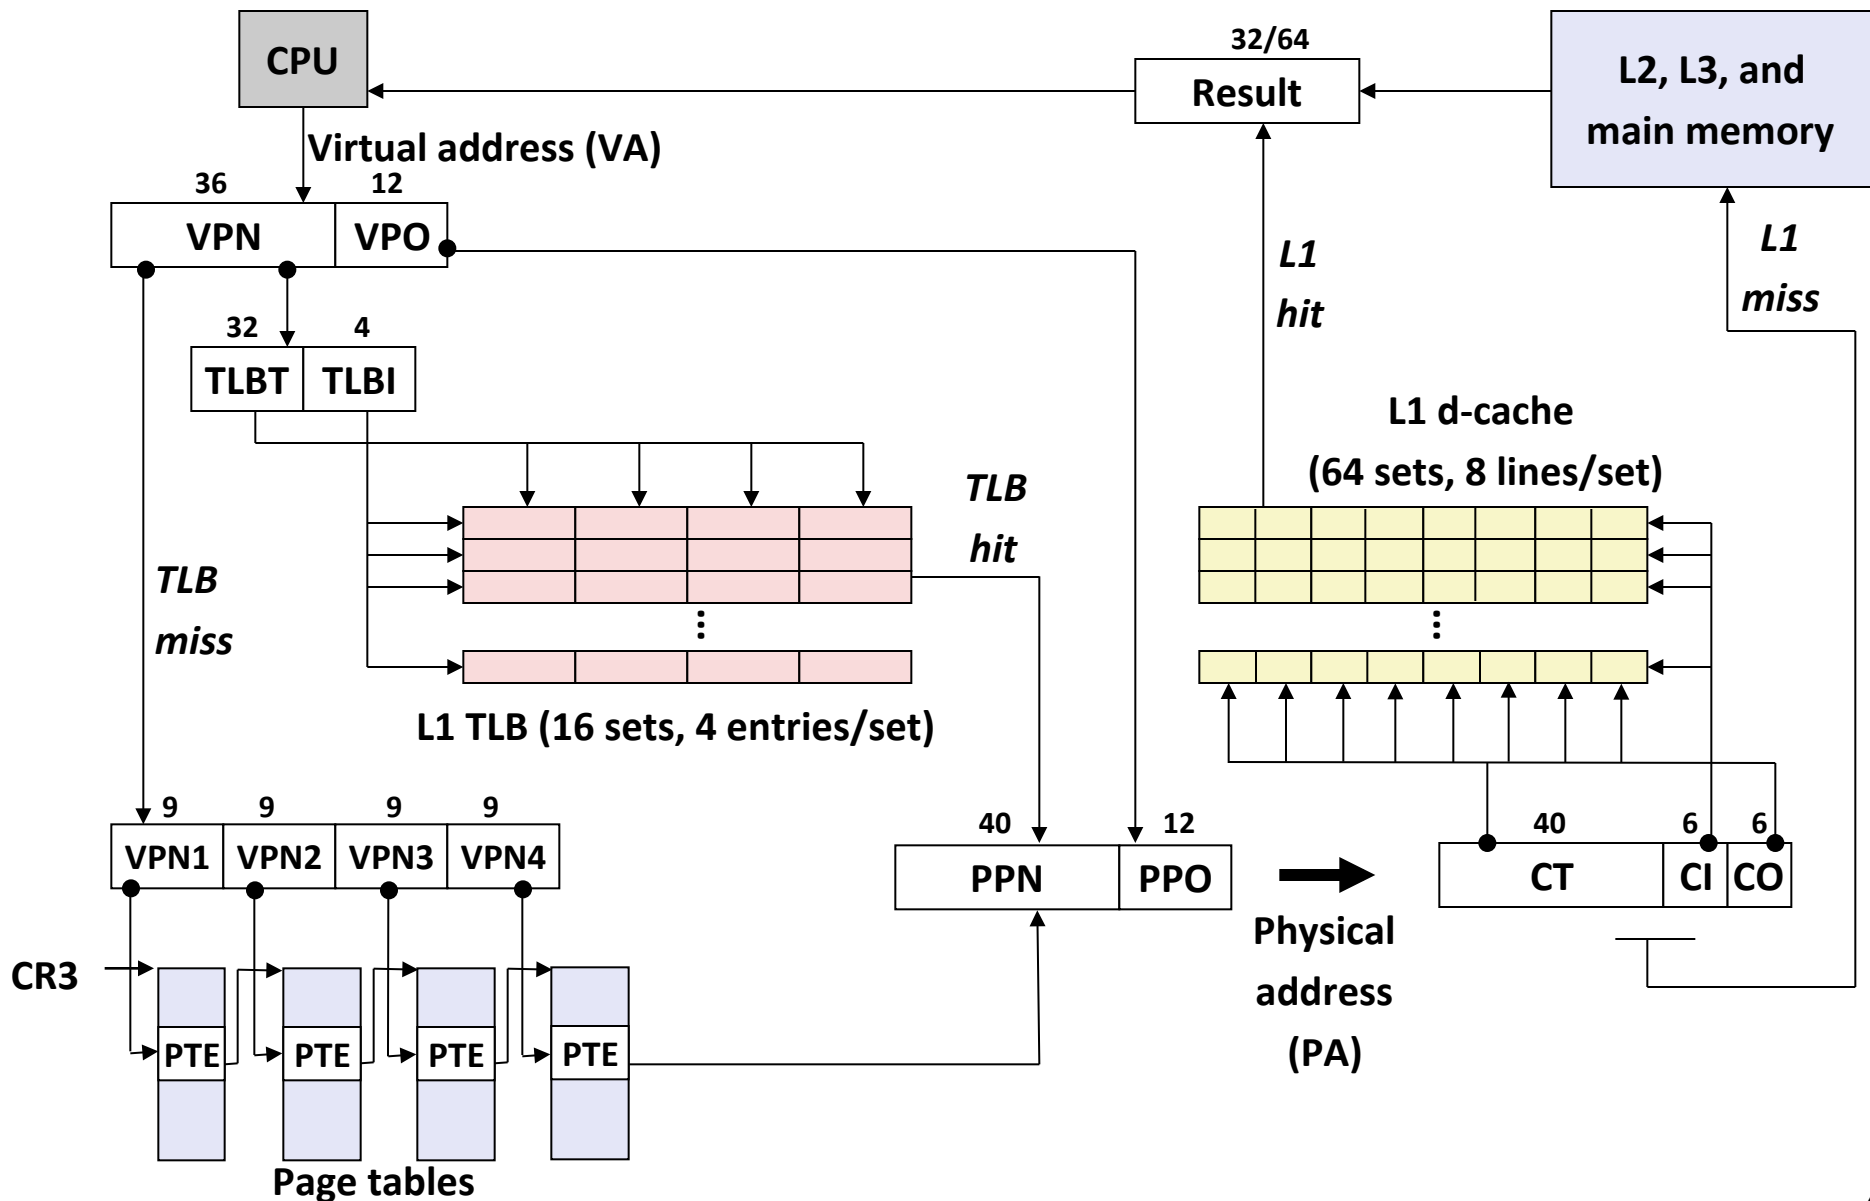 CPU
32/64
Result
L2, L3, and
main memory
Virtual address (VA)
36
12
VPN
VPO
L1
hit
L1
miss
32
4
TLBT
TLBI
L1 d-cache
(64 sets, 8 lines/set)
TLB
hit
...
...
TLB
miss
L1 TLB (16 sets, 4 entries/set)
9
9
9
9
VPN1
VPN2
VPN3
VPN4
40
12
PPN
PPO
40
6
6
CT
CI
CO
Physical
address
(PA)
CR3
PTE
PTE
PTE
PTE
Page tables